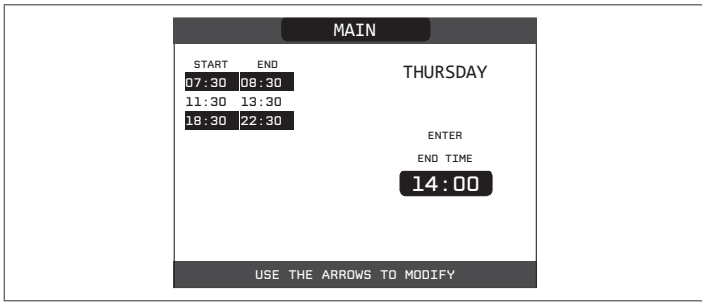 MAIN
START END
07:30 08:30
11:30 13:30
18:30 22:30
THURSDAY
ENTER
END TIME
14:00
USE THE ARROWS TO MODIFY